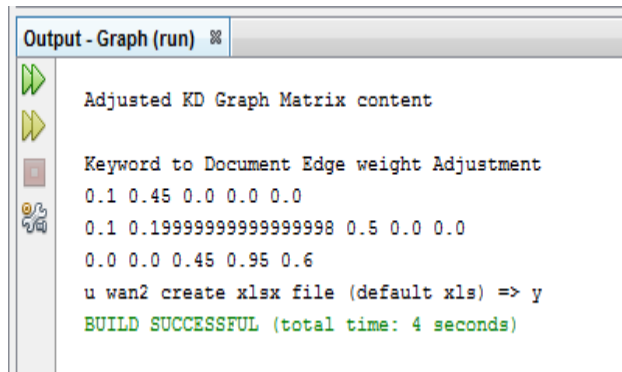 Output - Graph (run)
Adjusted KD Graph Matrix content
Keyword to Document Edge weight Adjustment
0.1 0.45 0.0 0.0 0.0
0.1 0.19999999999999998 0.5 0.0 0.0
0.0 0.0 0.45 0.95 0.6
u wan2 create xlsx file (default xls) => y
BUILD SUCCESSFUL (total time: 4 seconds)